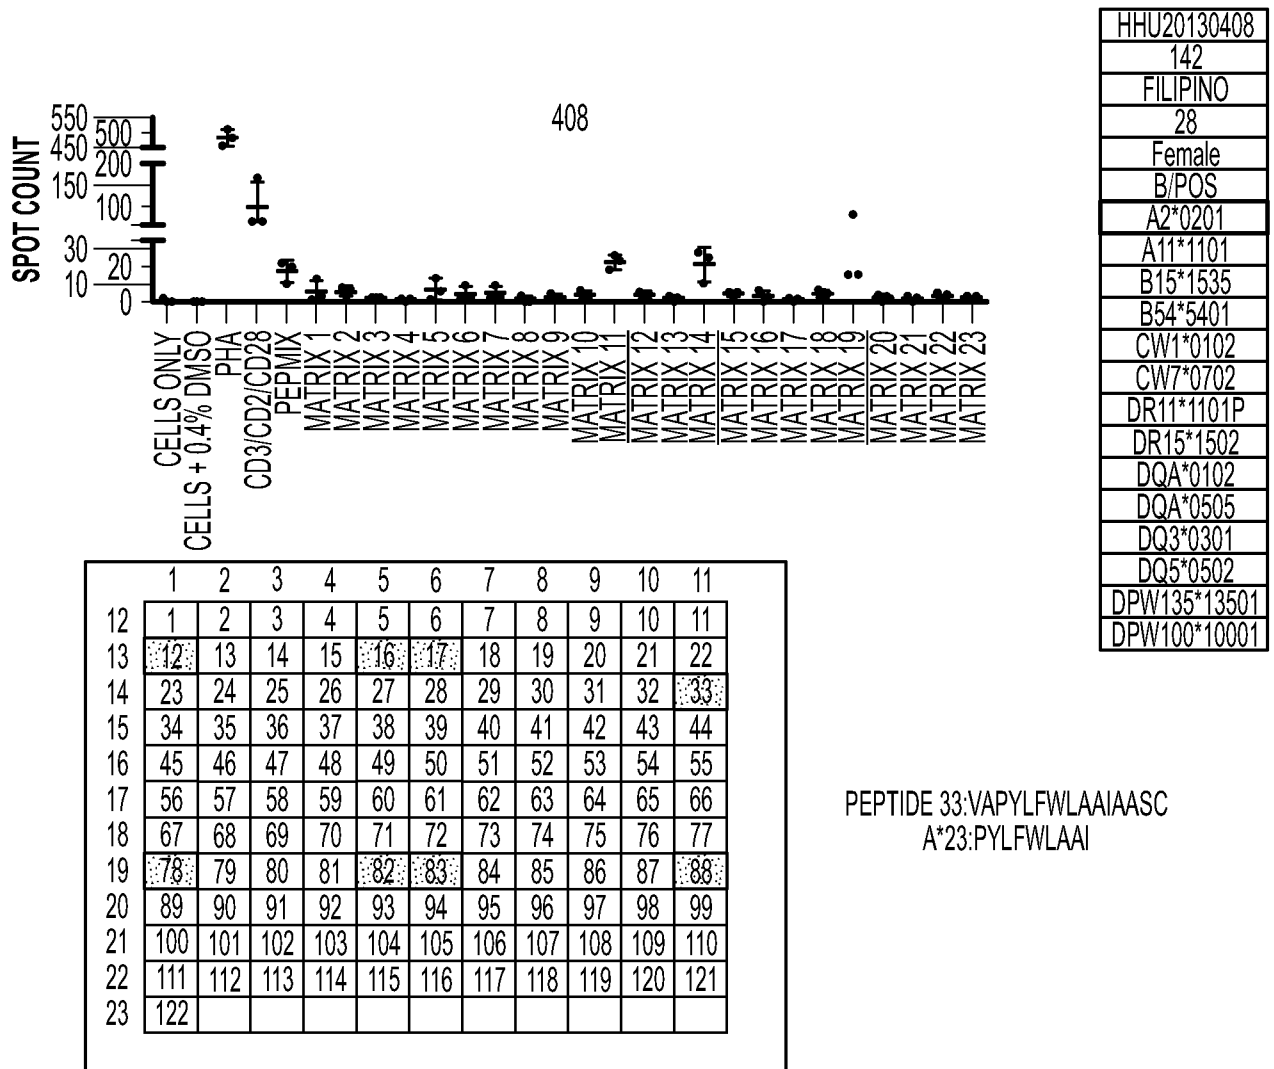 408
SPOT COUNT
550
500
450
200
150
100
30
20
10
0
CELLS ONLY
CELLS + 0.4% DMSO
PHA
CD3/CD2/CD28
PEPMIX
MATRIX 1
MATRIX 2
MATRIX 3
MATRIX 4
MATRIX 5
MATRIX 6
MATRIX 7
MATRIX 8
MATRIX 9
MATRIX 10
MATRIX 11
MATRIX 12
MATRIX 13
MATRIX 14
MATRIX 15
MATRIX 16
MATRIX 17
MATRIX 18
MATRIX 19
MATRIX 20
MATRIX 21
MATRIX 22
MATRIX 23
HHU20130408
142
FILIPINO
28
Female
B/POS
A2*0201
A11*1101
B15*1535
B54*5401
CW1*0102
CW7*0702
DR11*1101P
DR15*1502
DQA*0102
DQA*0505
DQ3*0301
DQ5*0502
DPW135*13501
DPW100*10001
1 2 3 4 5 6 7 8 9 10 11
12 1 2 3 4 5 6 7 8 9 10 11
13 12 13 14 15 16 17 18 19 20 21 22
14 23 24 25 26 27 28 29 30 31 32 33
15 34 35 36 37 38 39 40 41 42 43 44
16 45 46 47 48 49 50 51 52 53 54 55
17 56 57 58 59 60 61 62 63 64 65 66
18 67 68 69 70 71 72 73 74 75 76 77
19 78 79 80 81 82 83 84 85 86 87 88
20 89 90 91 92 93 94 95 96 97 98 99
21 100 101 102 103 104 105 106 107 108 109 110
22 111 112 113 114 115 116 117 118 119 120 121
23 122
PEPTIDE 33:VAPYLFWLAAIAASC
A*23:PYLFWLAAI